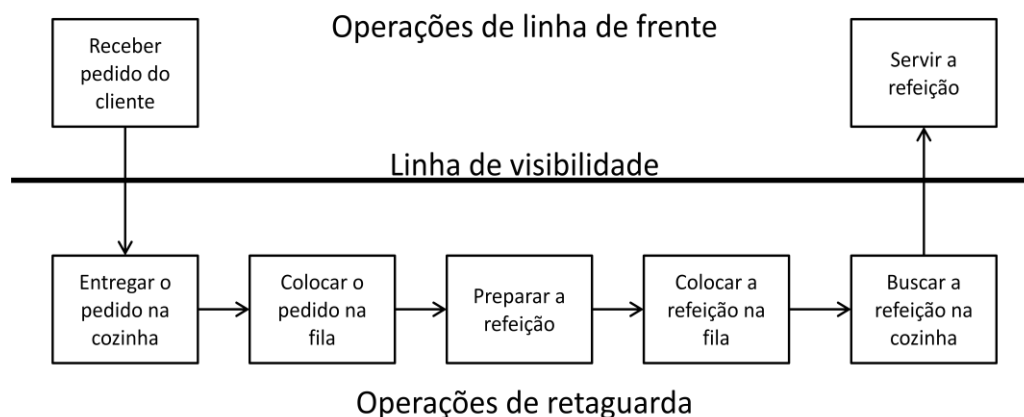 Operações de linha de frente
Receber
pedido do
cliente
Servir a
refeição
Linha de visibilidade
Entregar o
pedido na
cozinha
Colocar o
pedido na
fila
Preparar a
refeição
Colocar a
refeição na
fila
Buscar a
refeição na
cozinha
Operações de retaguarda